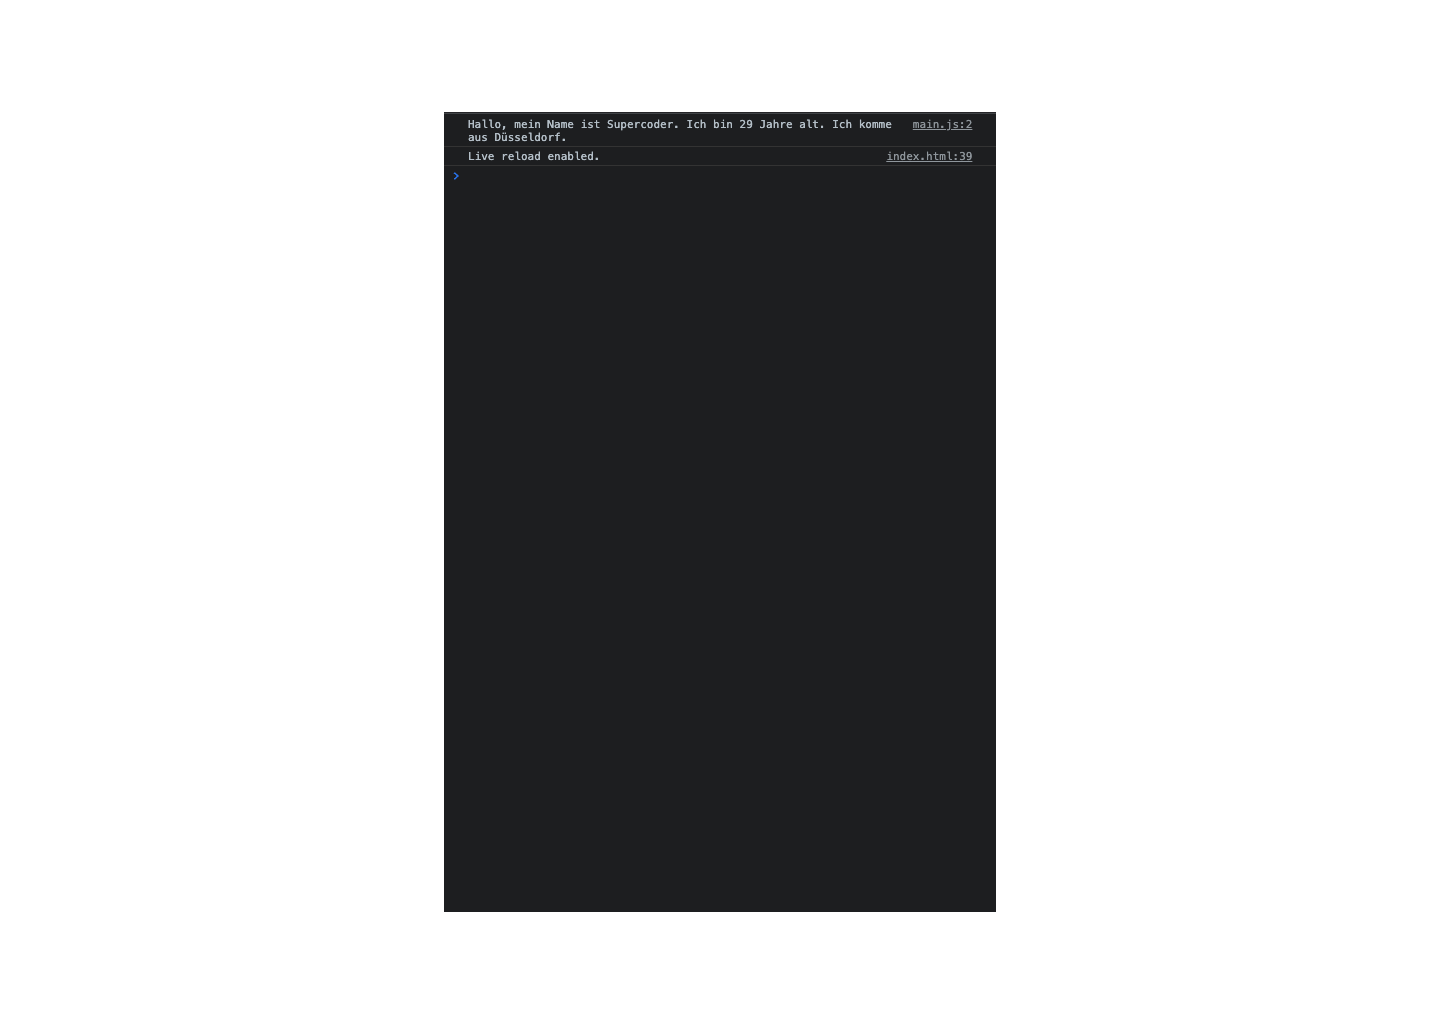 Hallo, mein Name ist Supercoder. Ich bin 29 Jahre alt. Ich komme main.js:2
aus Düsseldorf.
Live reload enabled. index.html:39